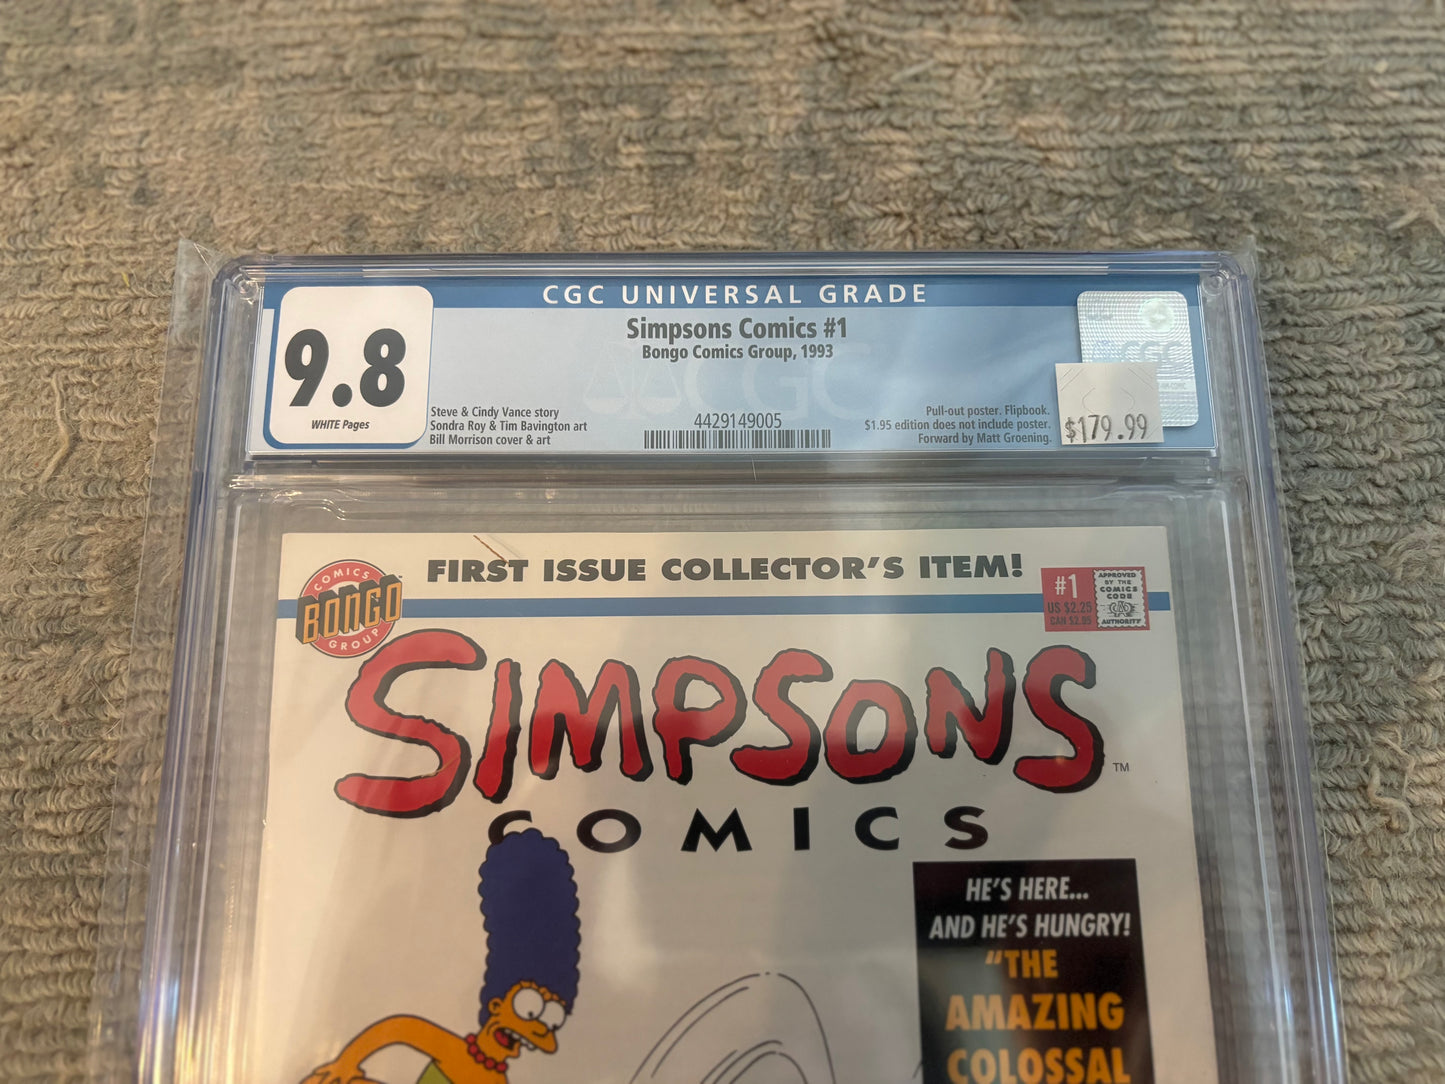 CGC UNIVERSAL GRADE
9.8
WHITE Pages
Simpsons Comics #1
Bongo Comics Group, 1993
Steve & Cindy Vance story
Sondra Roy & Tim Bavington art
Bill Morrison cover & art
4429149005
Pull-out poster. Flipbook.
$1.95 edition does not include poster.
Forward by Matt Groening.
CGC
CGC
$179.99
COMICS
BONGO
GROUP
FIRST ISSUE COLLECTOR'S ITEM!
#1
US $2.25
CAN $2.95
APPROVED
BY THE
COMICS
CODE
AUTHORITY
SIMPSONS
TM
COMICS
HE'S HERE...
AND HE'S HUNGRY!
"THE
AMAZING
COLOSSAL